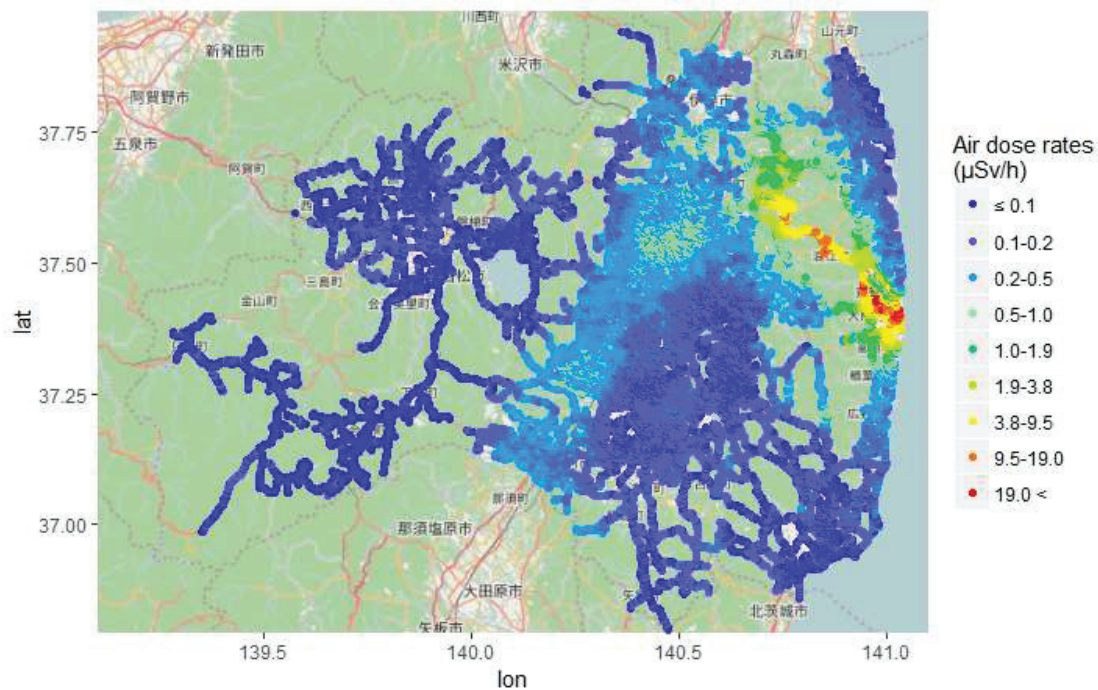 川西町
山元町
新発田市
丸森町
米沢市
阿賀野市
37.75
五泉市
阿賀町
Air dose rates
(μSv/h)
≤ 0.1
0.1-0.2
0.2-0.5
0.5-1.0
1.0-1.9
1.9-3.8
3.8-9.5
9.5-19.0
19.0 <
37.50
三島町
金山町
lat
37.25
那須町
37.00
那須塩原市
大田原市
北茨城市
矢板市
139.5
140.0
140.5
141.0
lon